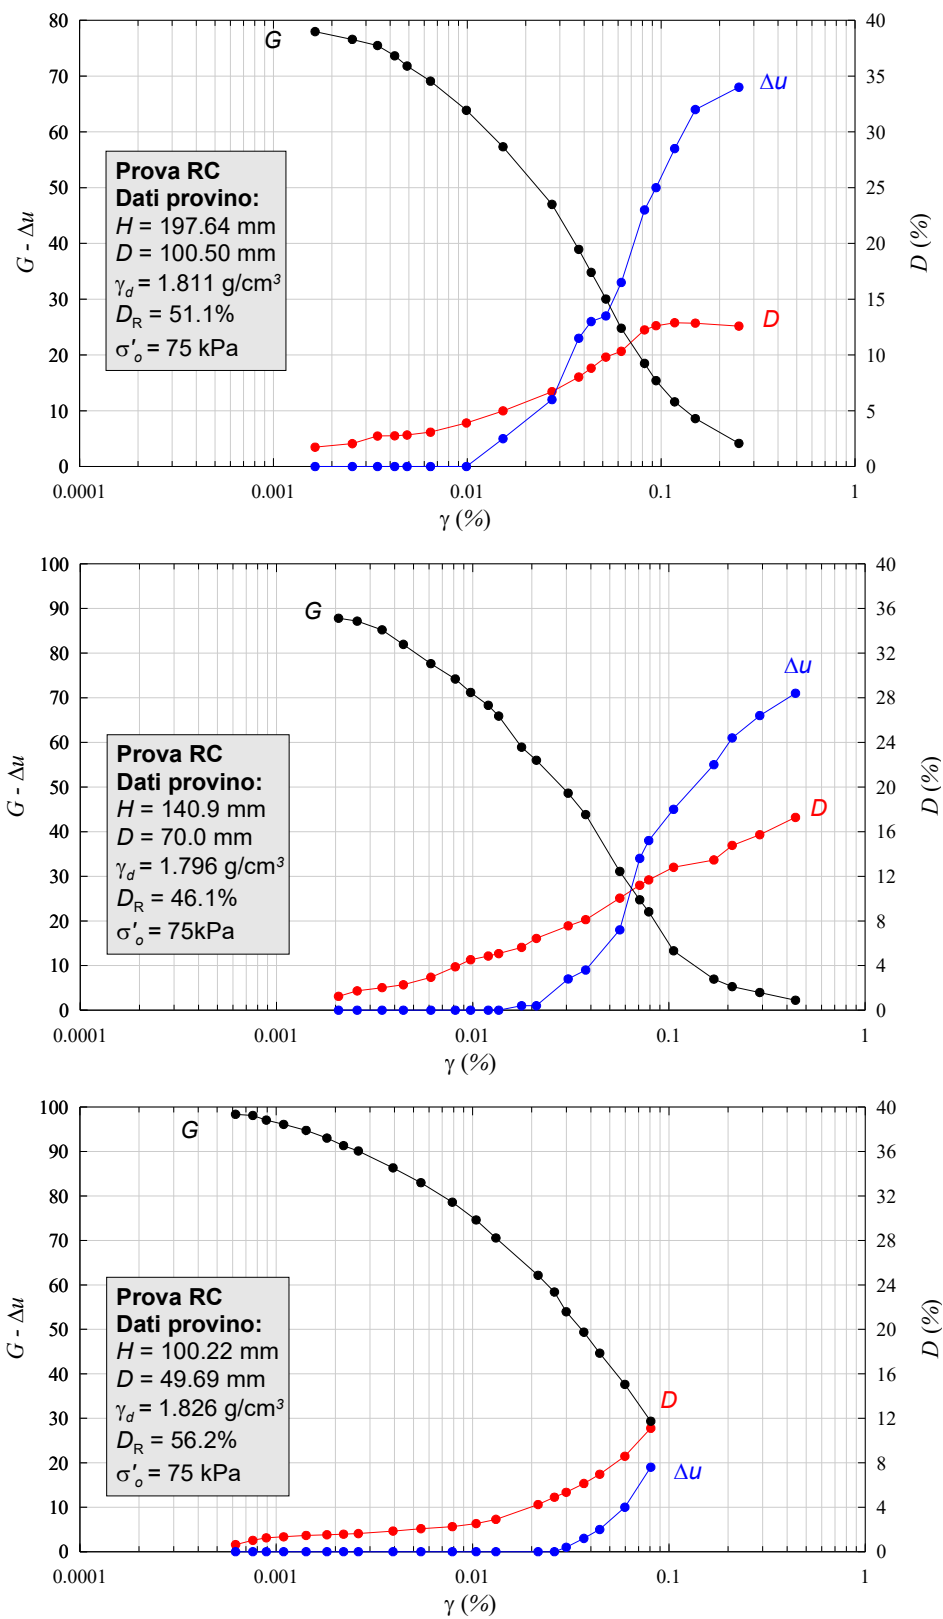 80
70
60
50
40
30
20
10
0
40
35
30
25
20
15
10
5
0
G
Δu
D
Prova RC
Dati provino:
H = 197.64 mm
D = 100.50 mm
γd = 1.811 g/cm³
DR = 51.1%
σ'o = 75 kPa
G - Δu
D (%)
0.0001 0.001 0.01 0.1 1
γ (%)
100
90
80
70
60
50
40
30
20
10
0
40
36
32
28
24
20
16
12
8
4
0
G
Δu
D
Prova RC
Dati provino:
H = 140.9 mm
D = 70.0 mm
γd = 1.796 g/cm³
DR = 46.1%
σ'o = 75kPa
G - Δu
D (%)
0.0001 0.001 0.01 0.1 1
γ (%)
100
90
80
70
60
50
40
30
20
10
0
40
36
32
28
24
20
16
12
8
4
0
G
D
Δu
Prova RC
Dati provino:
H = 100.22 mm
D = 49.69 mm
γd = 1.826 g/cm³
DR = 56.2%
σ'o = 75 kPa
G - Δu
D (%)
0.0001 0.001 0.01 0.1 1
γ (%)